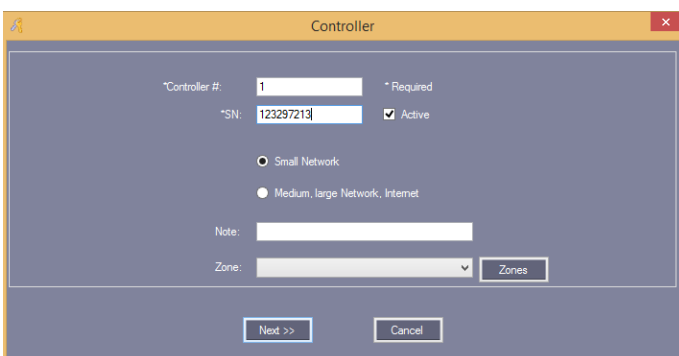 Controller
*Controller #: 1 * Required
*SN: 123297213 Active
Small Network
Medium, large Network, Internet
Note:
Zone: Zones
Next >> Cancel